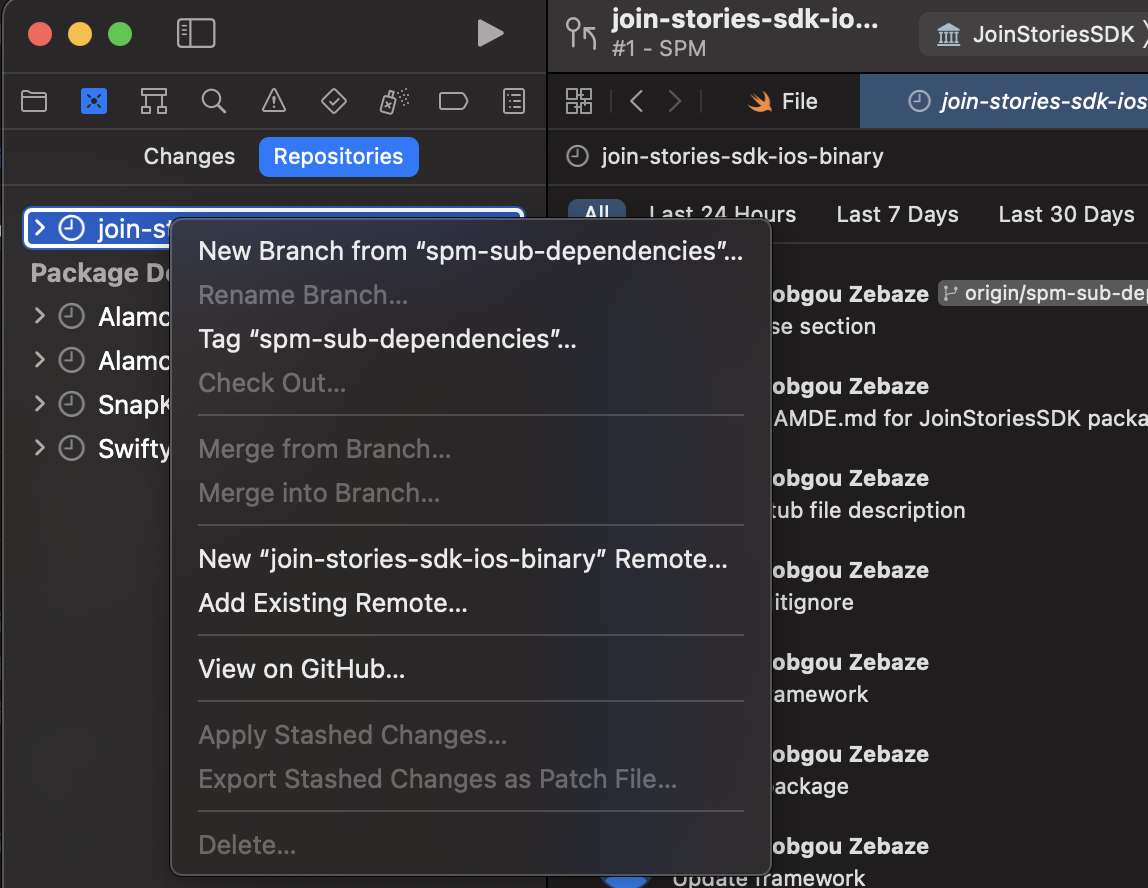 join-stories-sdk-io...
#1 - SPM
JoinStoriesSDK
File
join-stories-sdk-ios
Changes
Repositories
join-stories-sdk-ios-binary
All
Last 24 Hours
Last 7 Days
Last 30 Days
join-st
Package De
Alamo
Alamo
SnapK
Swifty
New Branch from “spm-sub-dependencies”...
Rename Branch...
Tag “spm-sub-dependencies”...
Check Out...
Merge from Branch...
Merge into Branch...
New “join-stories-sdk-ios-binary” Remote...
Add Existing Remote...
View on GitHub...
Apply Stashed Changes...
Export Stashed Changes as Patch File...
Delete...
obgou Zebaze
origin/spm-sub-dep
se section
obgou Zebaze
AMDE.md for JoinStoriesSDK packa
obgou Zebaze
tub file description
obgou Zebaze
itignore
obgou Zebaze
amework
obgou Zebaze
package
obgou Zebaze
Update framework